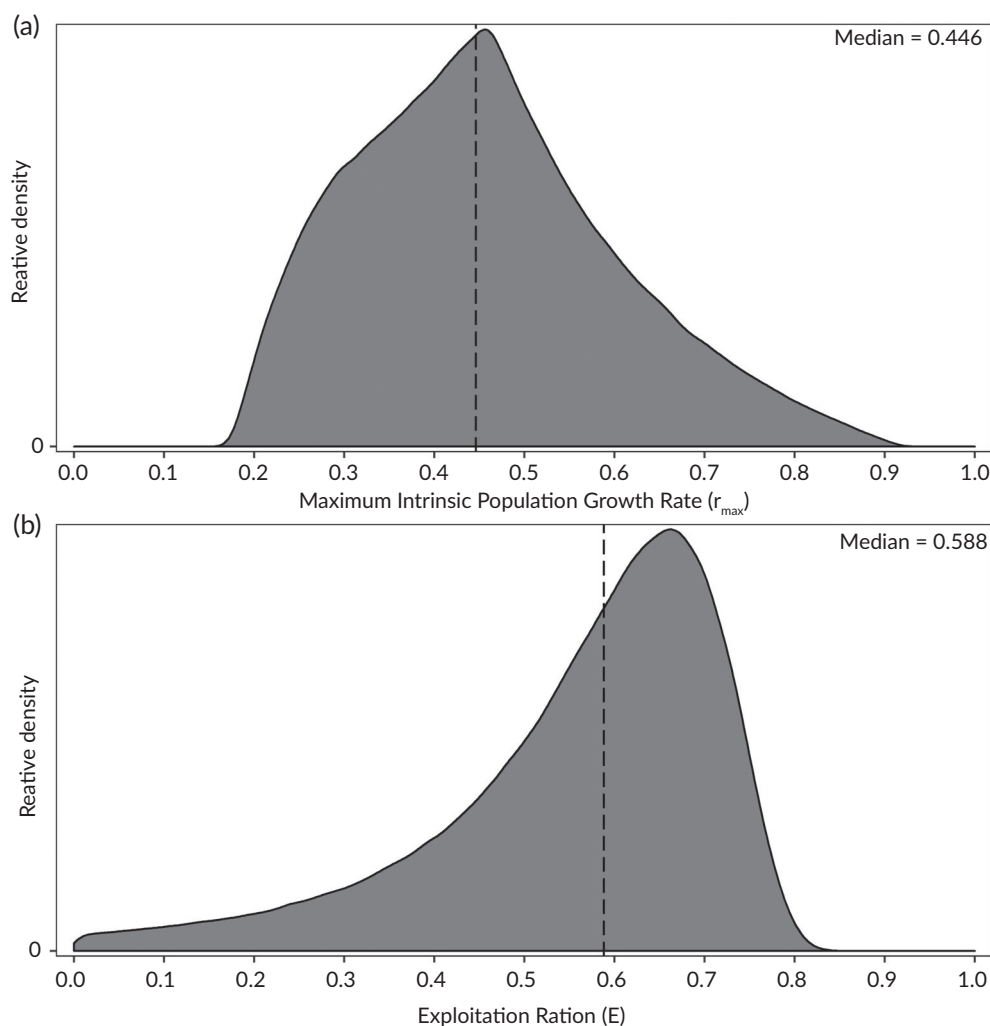 (a)
Median = 0.446
Reative density
0
0.0 0.1 0.2 0.3 0.4 0.5 0.6 0.7 0.8 0.9 1.0
Maximum Intrinsic Population Growth Rate (rmax)
(b)
Median = 0.588
Reative density
0
0.0 0.1 0.2 0.3 0.4 0.5 0.6 0.7 0.8 0.9 1.0
Exploitation Ration (E)